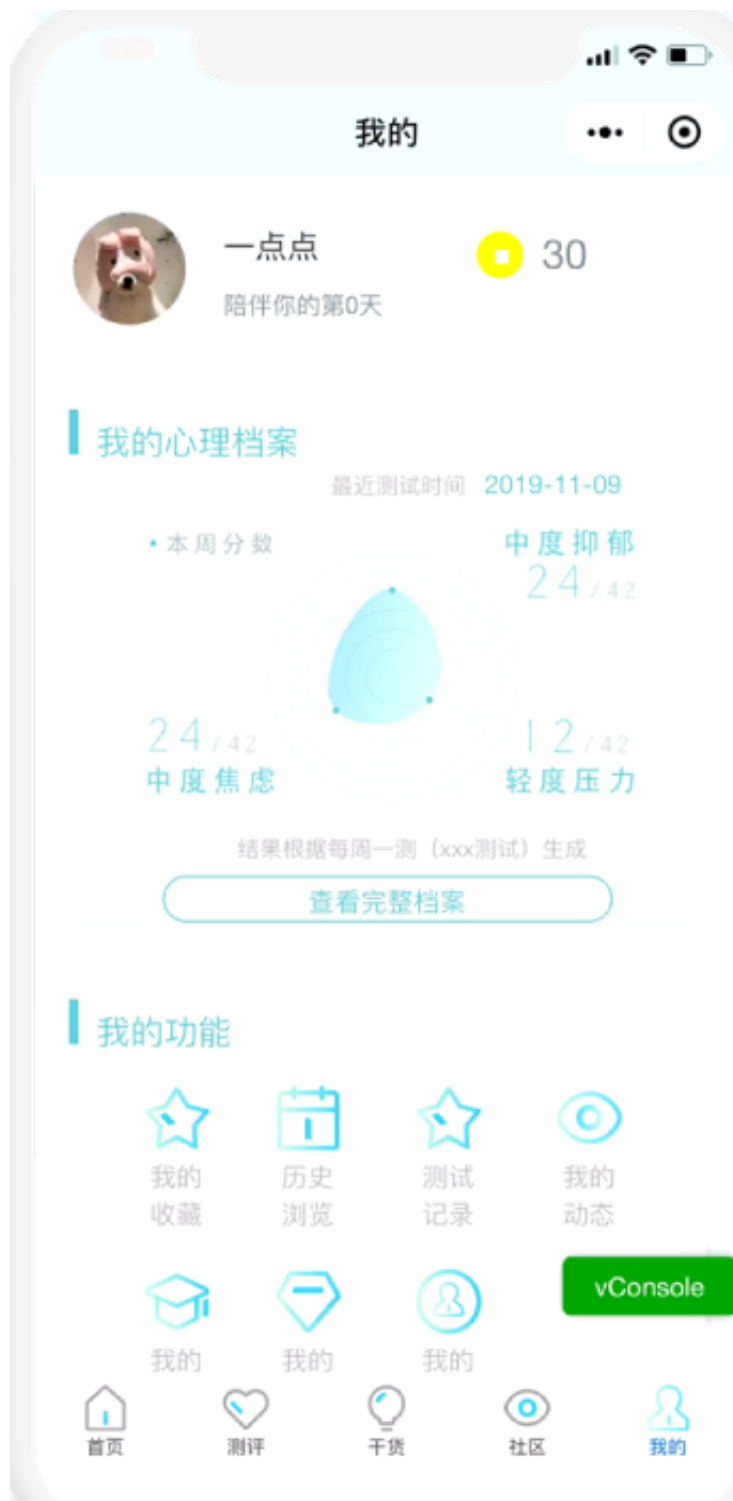 我的
一点点
30
陪伴你的第0天
我的心理档案
最近测试时间 2019-11-09
•本周分数
中度抑郁
24/42
24/42
中度焦虑
12/42
轻度压力
结果根据每周一测（xxx测试）生成
查看完整档案
我的功能
我的
收藏
历史
浏览
测试
记录
我的
动态
vConsole
我的
我的
我的
首页
测评
干货
社区
我的